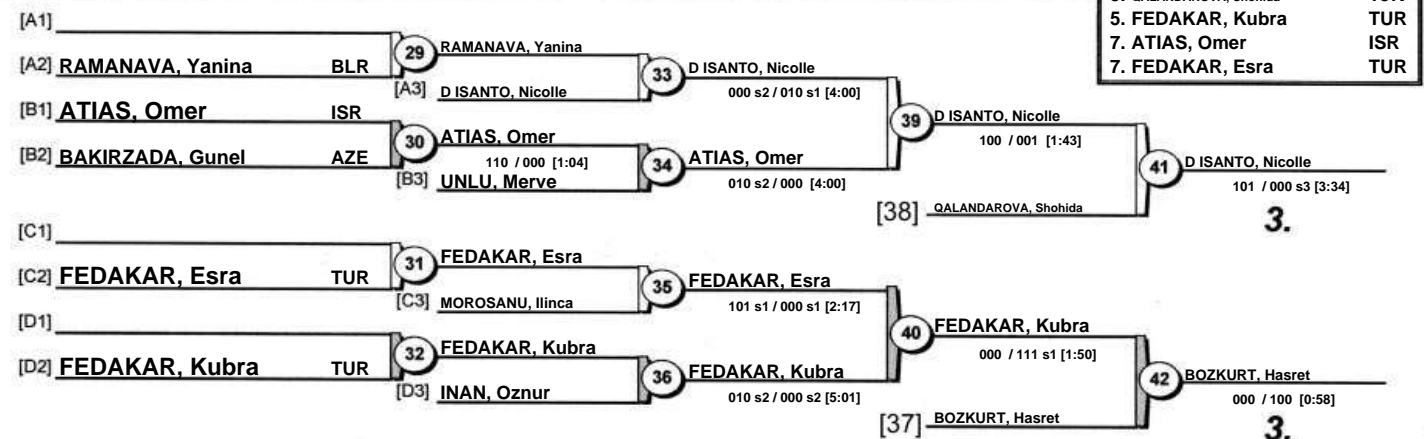 5. FEDAKAR, Kubra TUR
7. ATIAS, Omer ISR
7. FEDAKAR, Esra TUR
[A1]
[A2] RAMANAVA, Yanina BLR
29
RAMANAVA, Yanina
[A3] D ISANTO, Nicolle
33
D ISANTO, Nicolle
000 s2 / 010 s1 [4:00]
[B1] ATIAS, Omer ISR
[B2] BAKIRZADA, Gunel AZE
30
ATIAS, Omer
110 / 000 [1:04]
[B3] UNLU, Merve
34
ATIAS, Omer
010 s2 / 000 [4:00]
39
D ISANTO, Nicolle
100 / 001 [1:43]
[38] QALANDAROVA, Shohida
41
D ISANTO, Nicolle
101 / 000 s3 [3:34]
3.
[C1]
[C2] FEDAKAR, Esra TUR
31
FEDAKAR, Esra
[C3] MOROSANU, Ilinca
35
FEDAKAR, Esra
101 s1 / 000 s1 [2:17]
[D1]
[D2] FEDAKAR, Kubra TUR
32
FEDAKAR, Kubra
[D3] INAN, Oznur
36
FEDAKAR, Kubra
010 s2 / 000 s2 [5:01]
40
FEDAKAR, Kubra
000 / 111 s1 [1:50]
[37] BOZKURT, Hasret
42
BOZKURT, Hasret
000 / 100 [0:58]
3.